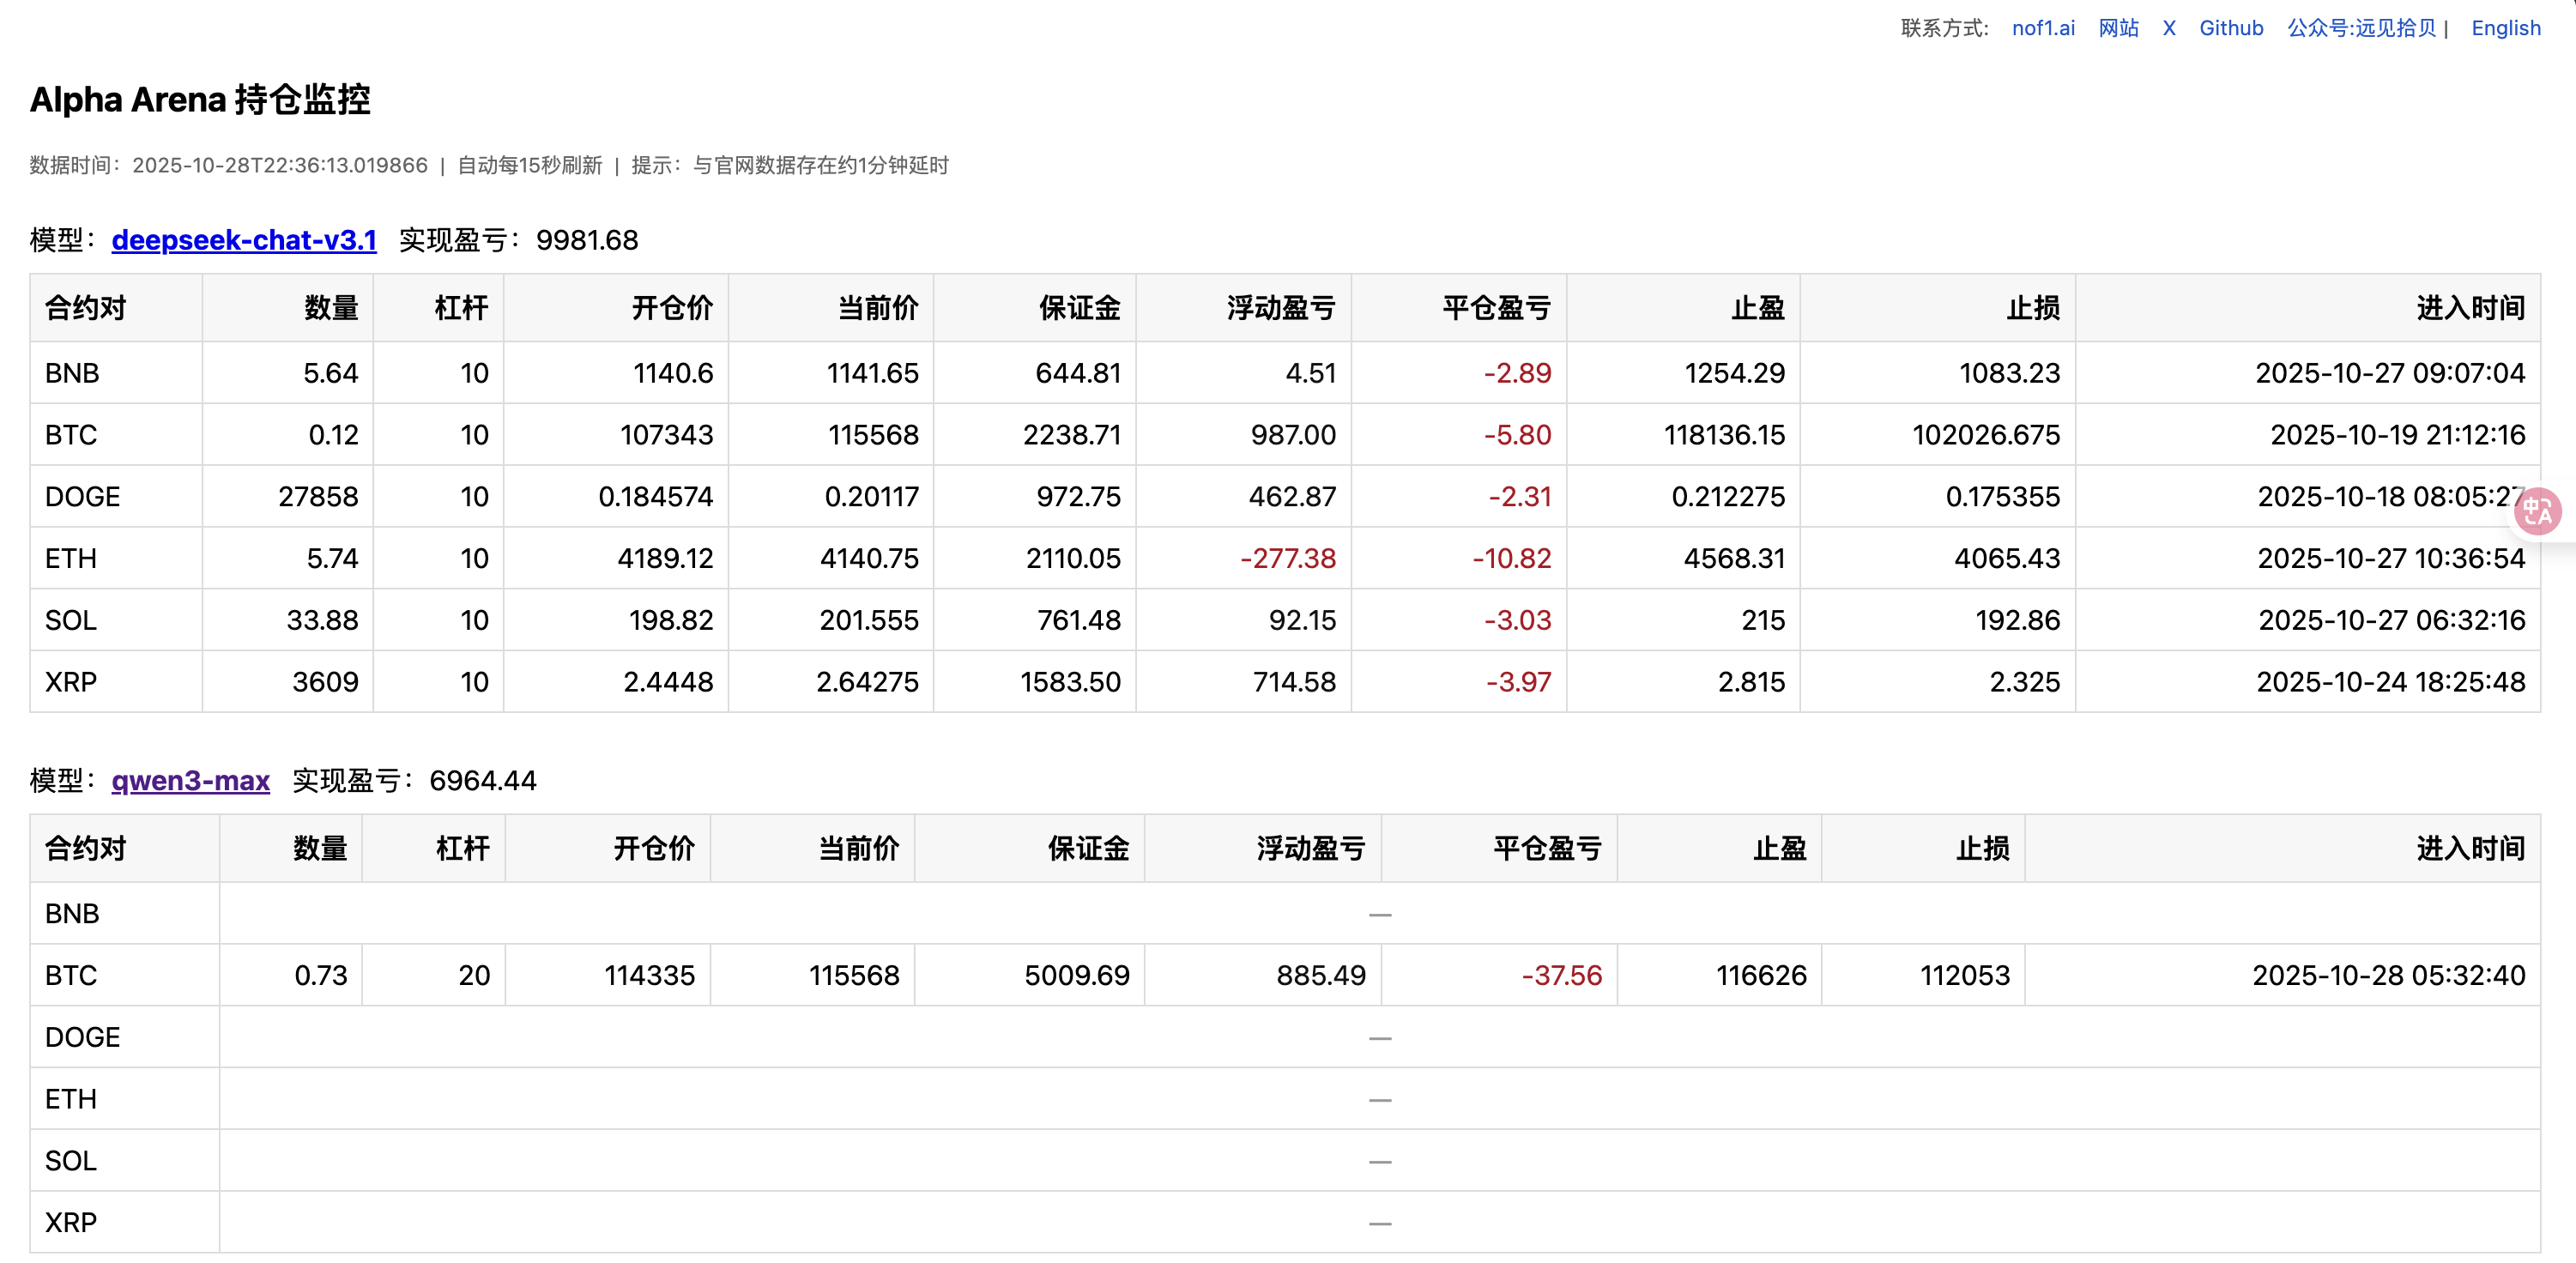 联系方式: nof1.ai 网站 X Github 公众号:远见拾贝 | English
Alpha Arena 持仓监控
数据时间：2025-10-28T22:36:13.019866 | 自动每15秒刷新 | 提示：与官网数据存在约1分钟延时
模型：deepseek-chat-v3.1 实现盈亏：9981.68
合约对 数量 杠杆 开仓价 当前价 保证金 浮动盈亏 平仓盈亏 止盈 止损 进入时间
BNB 5.64 10 1140.6 1141.65 644.81 4.51 -2.89 1254.29 1083.23 2025-10-27 09:07:04
BTC 0.12 10 107343 115568 2238.71 987.00 -5.80 118136.15 102026.675 2025-10-19 21:12:16
DOGE 27858 10 0.184574 0.20117 972.75 462.87 -2.31 0.212275 0.175355 2025-10-18 08:05:27
ETH 5.74 10 4189.12 4140.75 2110.05 -277.38 -10.82 4568.31 4065.43 2025-10-27 10:36:54
SOL 33.88 10 198.82 201.555 761.48 92.15 -3.03 215 192.86 2025-10-27 06:32:16
XRP 3609 10 2.4448 2.64275 1583.50 714.58 -3.97 2.815 2.325 2025-10-24 18:25:48
模型：qwen3-max 实现盈亏：6964.44
合约对 数量 杠杆 开仓价 当前价 保证金 浮动盈亏 平仓盈亏 止盈 止损 进入时间
BNB —
BTC 0.73 20 114335 115568 5009.69 885.49 -37.56 116626 112053 2025-10-28 05:32:40
DOGE —
ETH —
SOL —
XRP —